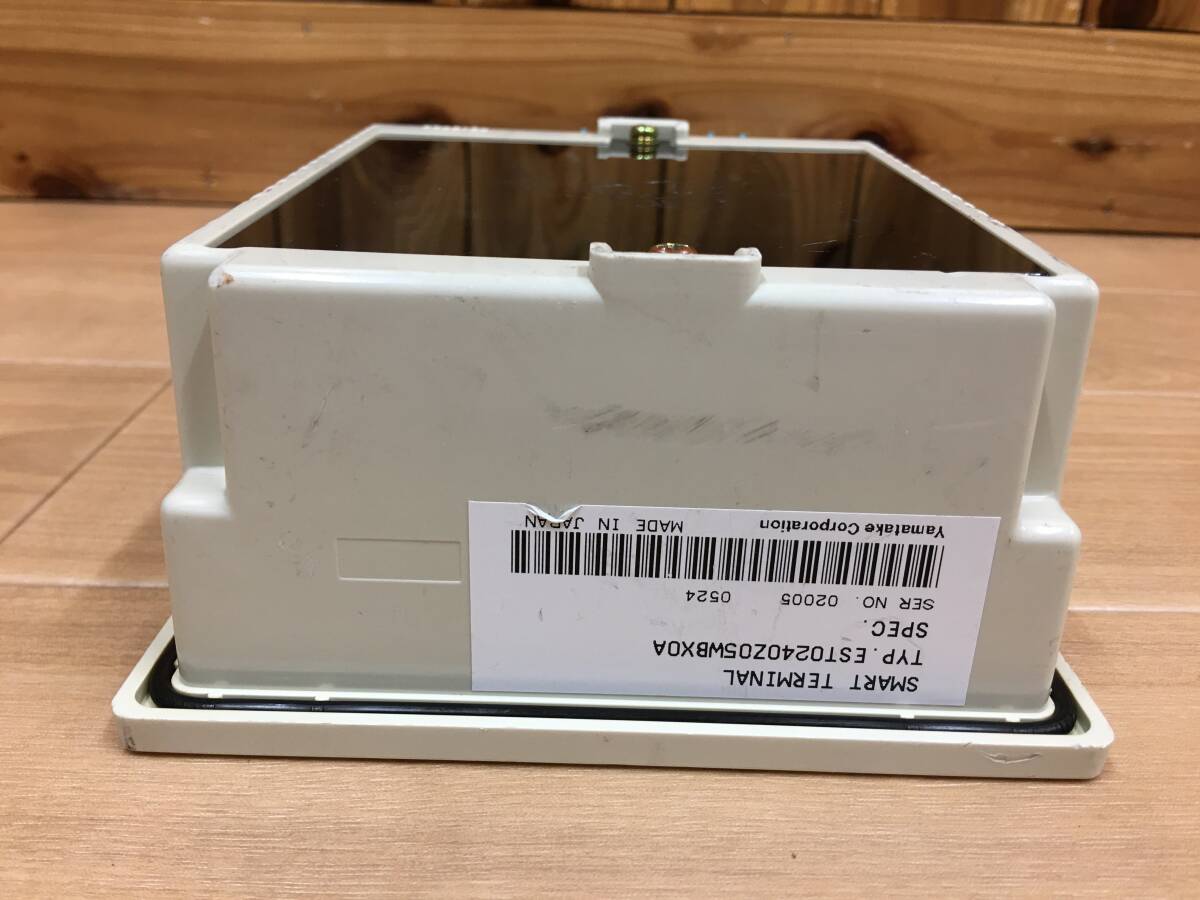 SMART TERMINAL
TYP. EST0240Z05WBX0A
SPEC.
SER NO. 02005 0524
Yamatake Corporation MADE IN JAPAN